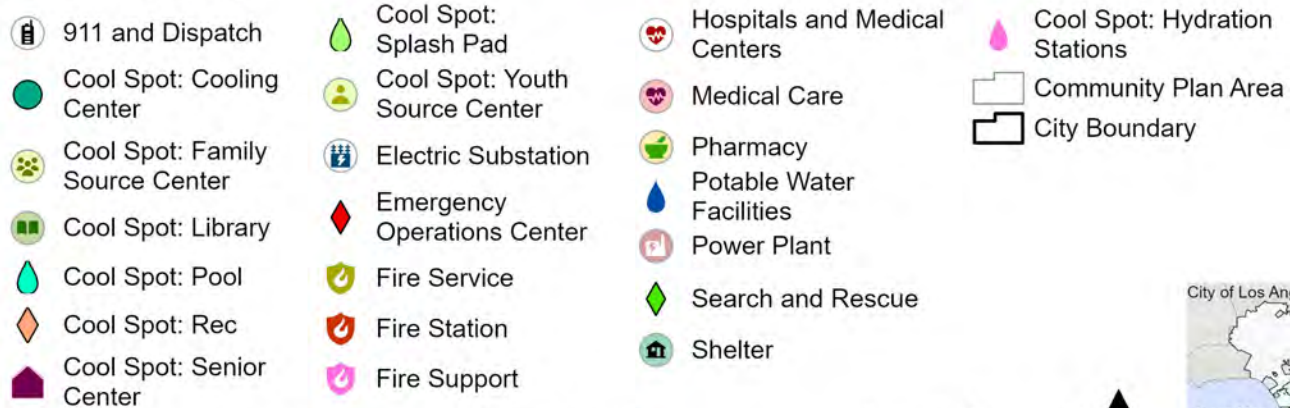 911 and Dispatch
Cool Spot: Cooling
Center
Cool Spot: Family
Source Center
Cool Spot: Library
Cool Spot: Pool
Cool Spot: Rec
Cool Spot: Senior
Center
Cool Spot:
Splash Pad
Cool Spot: Youth
Source Center
Electric Substation
Emergency
Operations Center
Fire Service
Fire Station
Fire Support
Hospitals and Medical
Centers
Medical Care
Pharmacy
Potable Water
Facilities
Power Plant
Search and Rescue
Shelter
Cool Spot: Hydration
Stations
Community Plan Area
City Boundary
City of Los